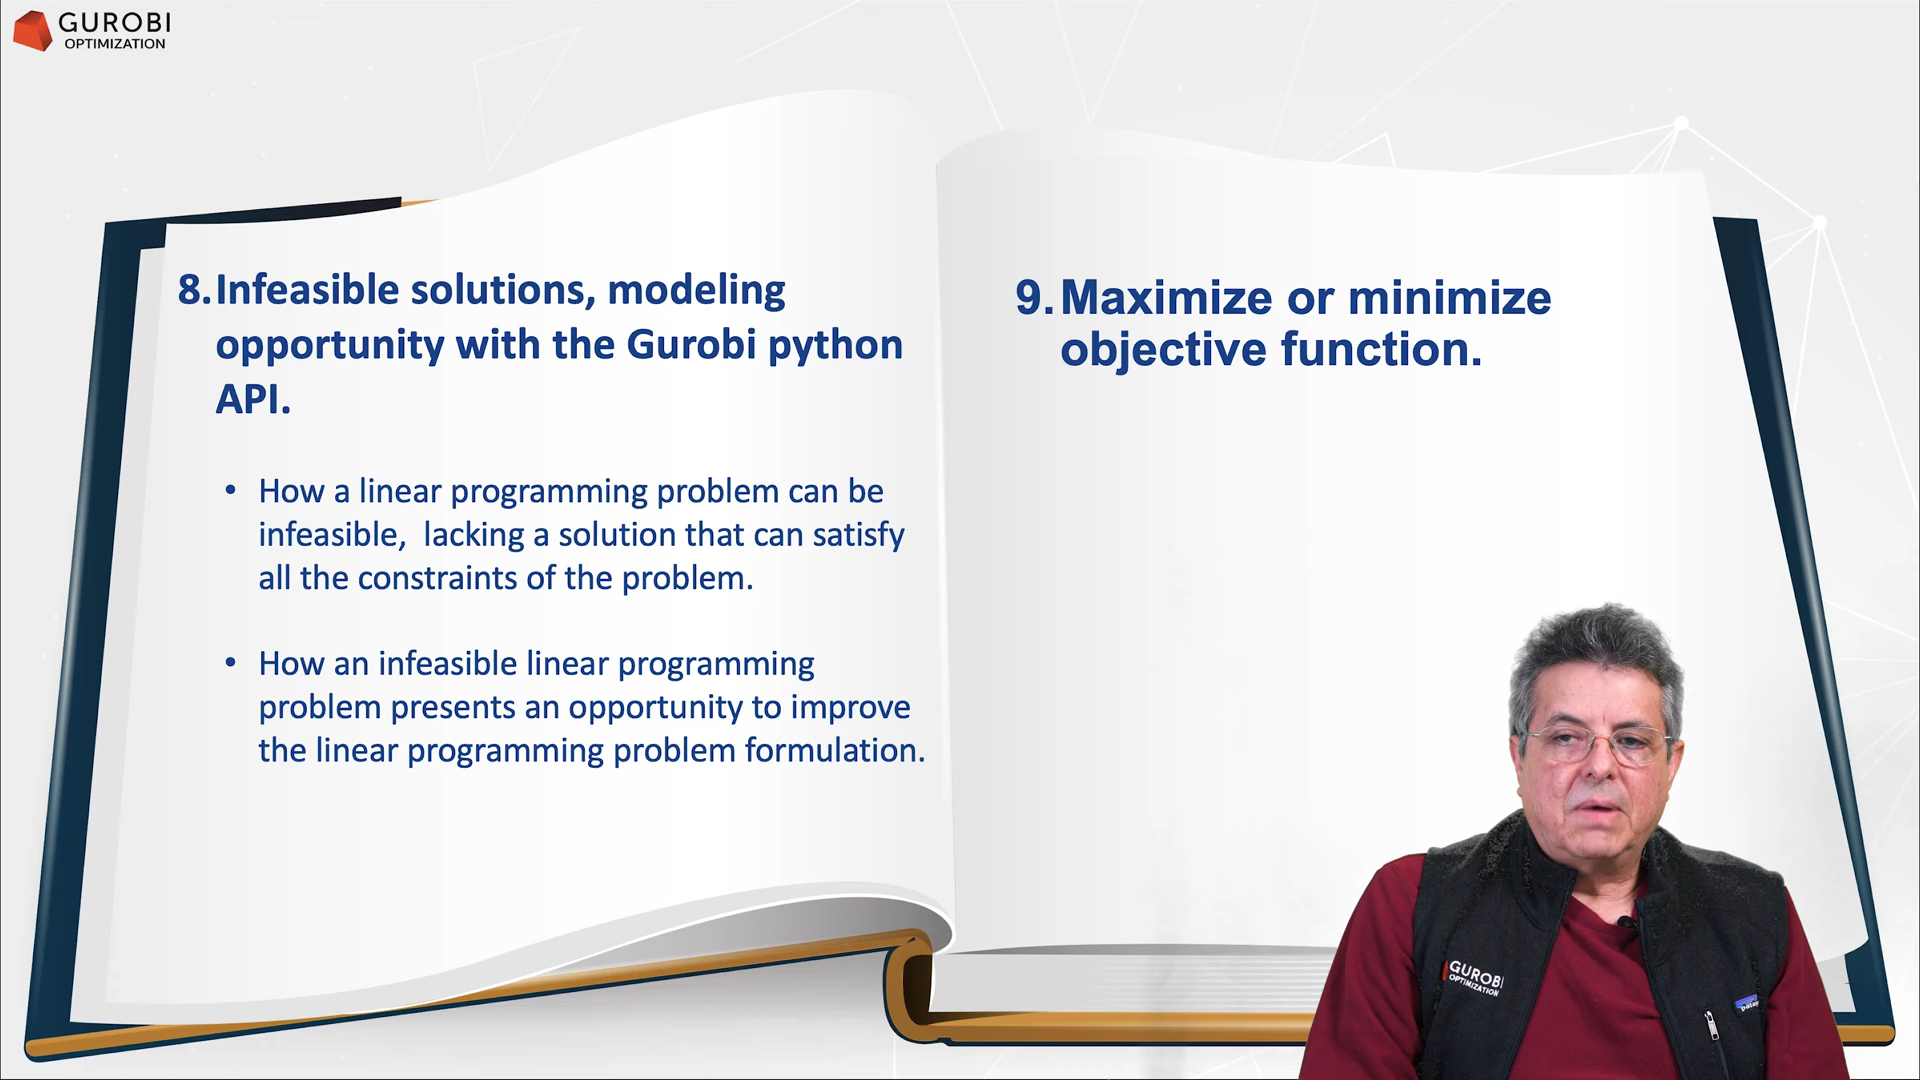 GUROBI
OPTIMIZATION
8. Infeasible solutions, modeling
opportunity with the Gurobi python
API.
• How a linear programming problem can be
infeasible,  lacking a solution that can satisfy
all the constraints of the problem.
• How an infeasible linear programming
problem presents an opportunity to improve
the linear programming problem formulation.
9. Maximize or minimize
objective function.
GUROBI
OPTIMIZATION